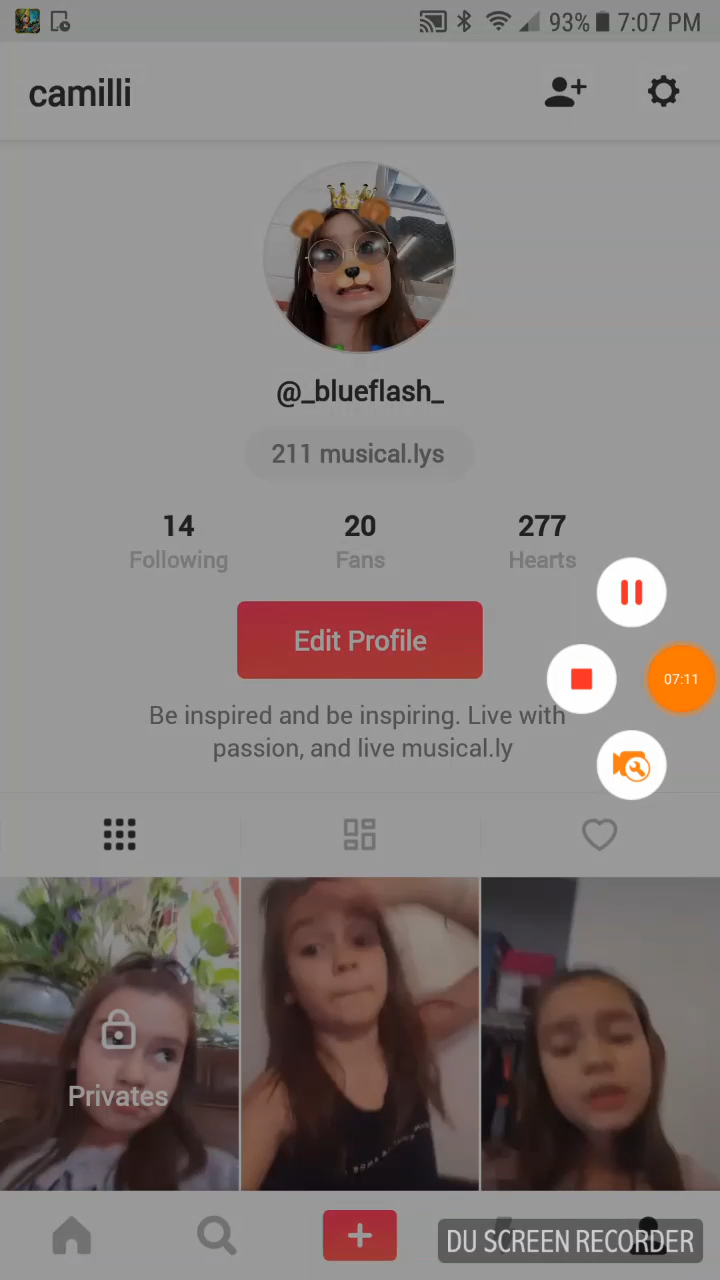 93% 7:07 PM
camilli
@_blueflash_
211 musical.lys
14 20 277
Following Fans Hearts
Edit Profile
07:11
Be inspired and be inspiring. Live with
passion, and live musical.ly
Privates
DU SCREEN RECORDER